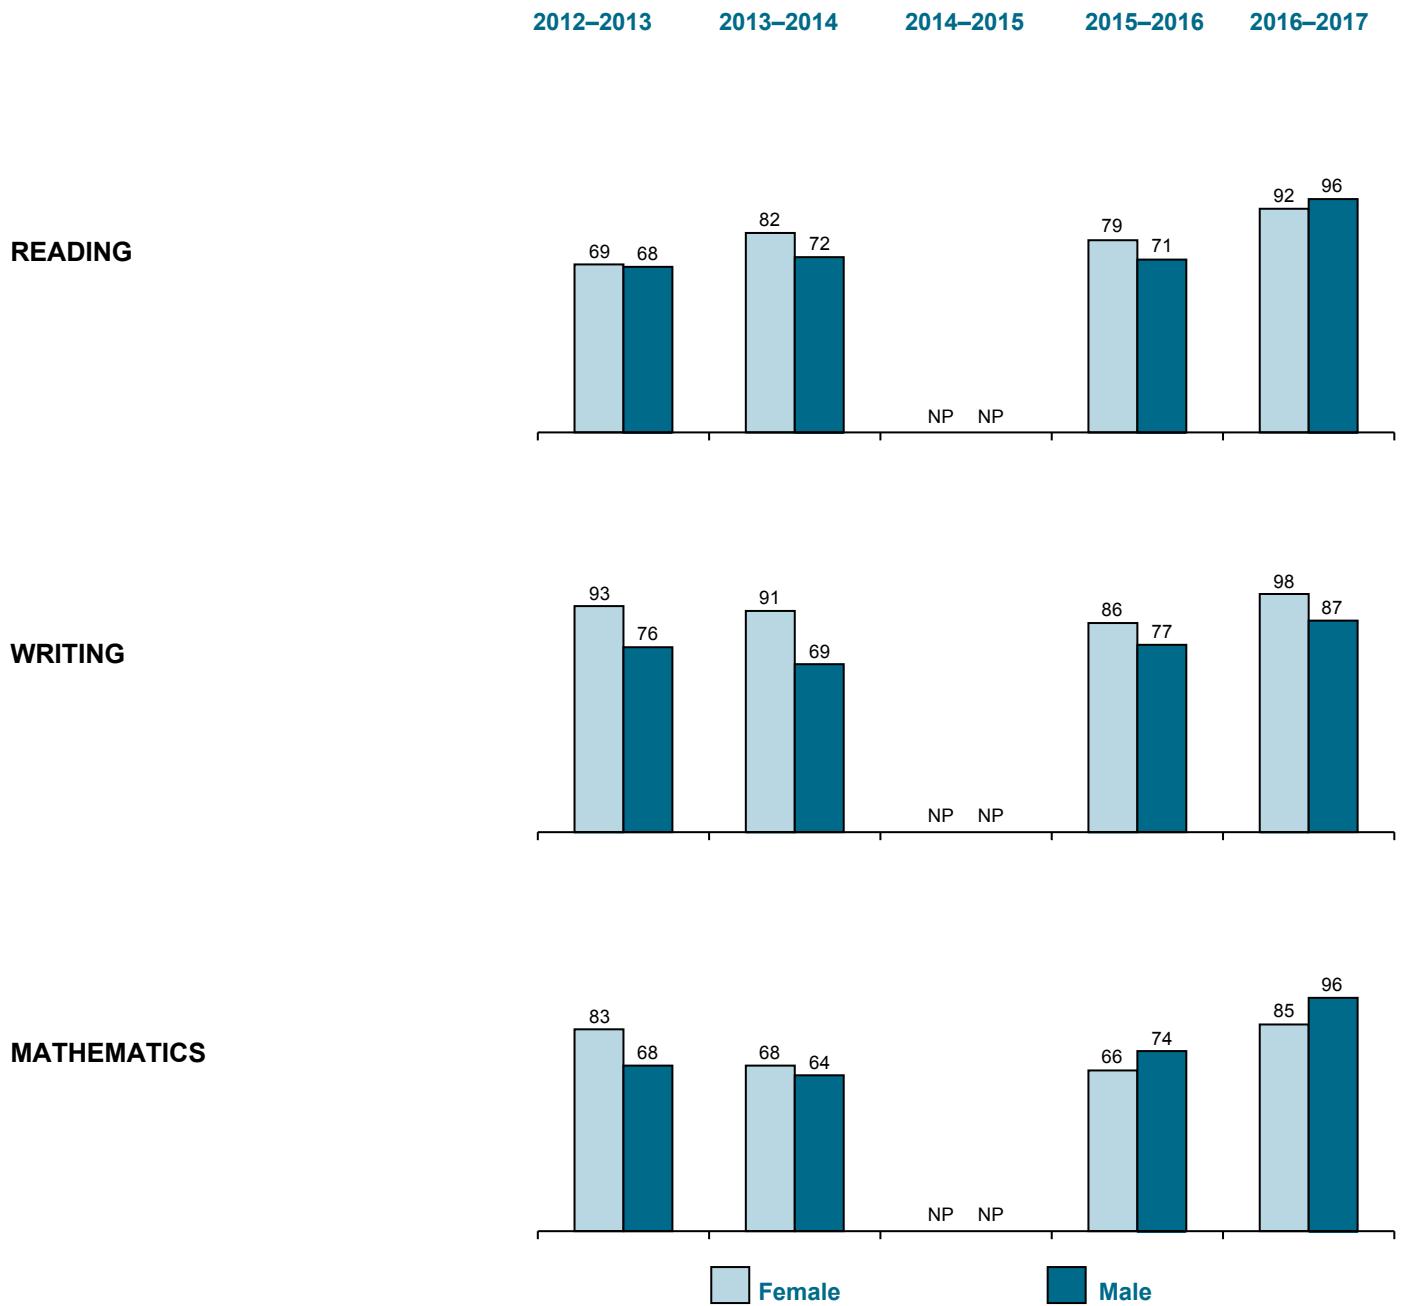 2012–2013 2013–2014 2014–2015 2015–2016 2016–2017
READING
69 68 82 72 NP NP 79 71 92 96
WRITING
93 76 91 69 NP NP 86 77 98 87
MATHEMATICS
83 68 68 64 NP NP 66 74 85 96
Female Male